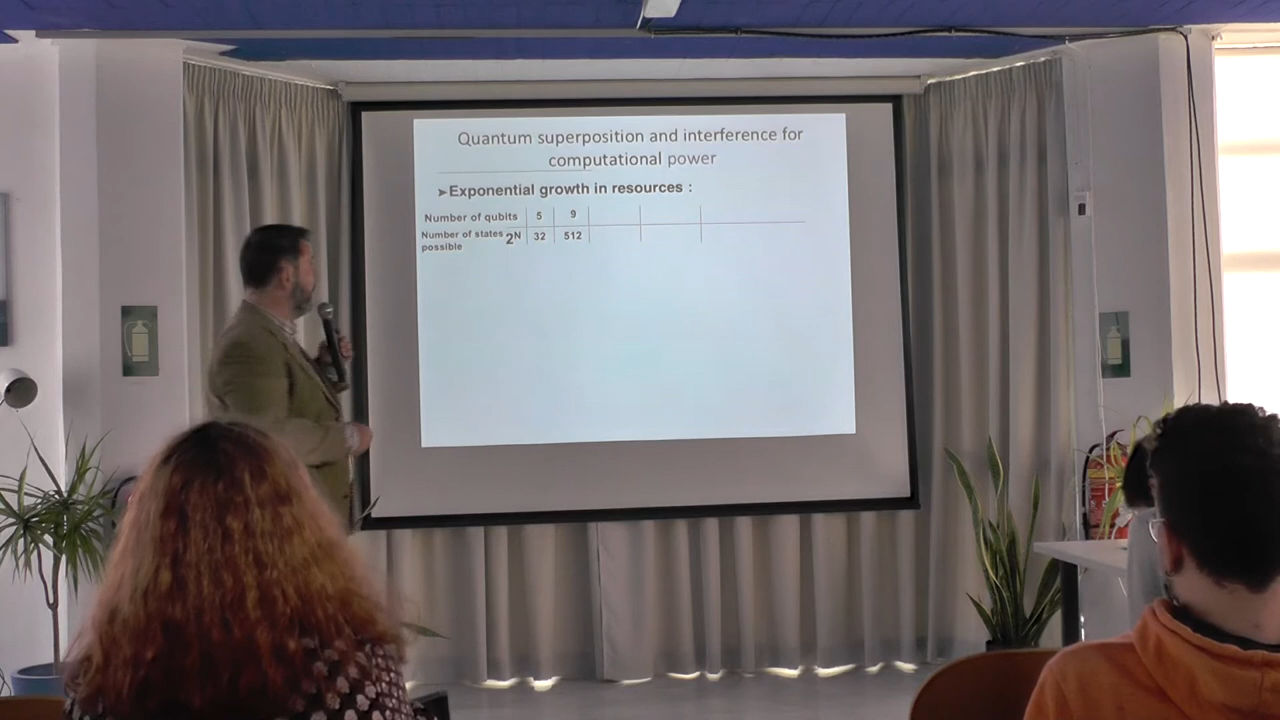 Quantum superposition and interference for
computational power
➤Exponential growth in resources :
Number of qubits 5 9
Number of states 2N 32 512
possible